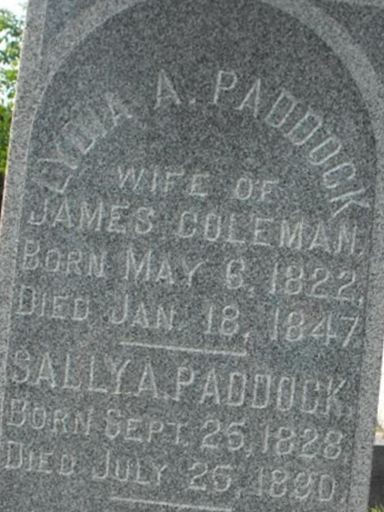 LYDIA A. PADDOCK
WIFE OF
JAMES COLEMAN.
BORN MAY 6, 1822,
DIED JAN. 18, 1847
SALLY A. PADDOCK.
BORN SEPT. 25, 1828,
DIED JULY 25, 1890.